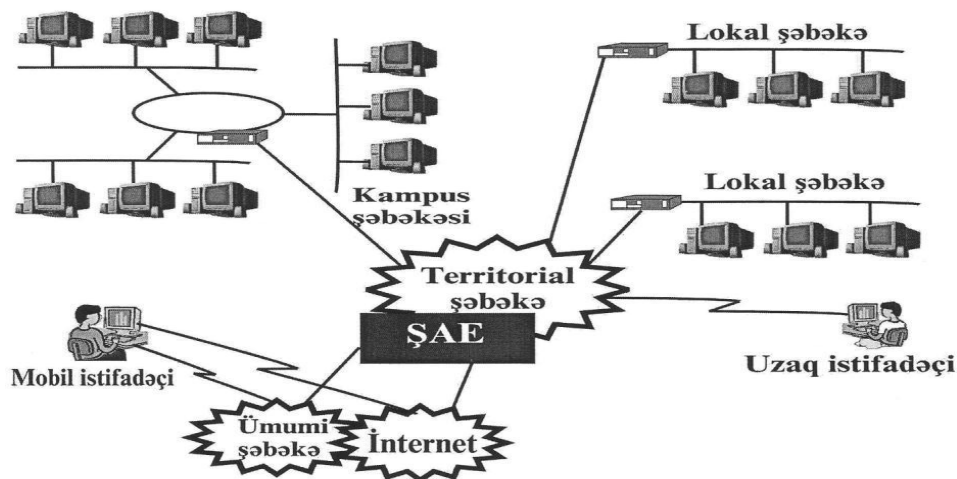 Lokal şəbəkə
Kampus
şəbəkəsi
Lokal şəbəkə
Territorial
şəbəkə
ŞAE
Mobil istifadəçi
Uzaq istifadəçi
Ümumi
şəbəkə
İnternet